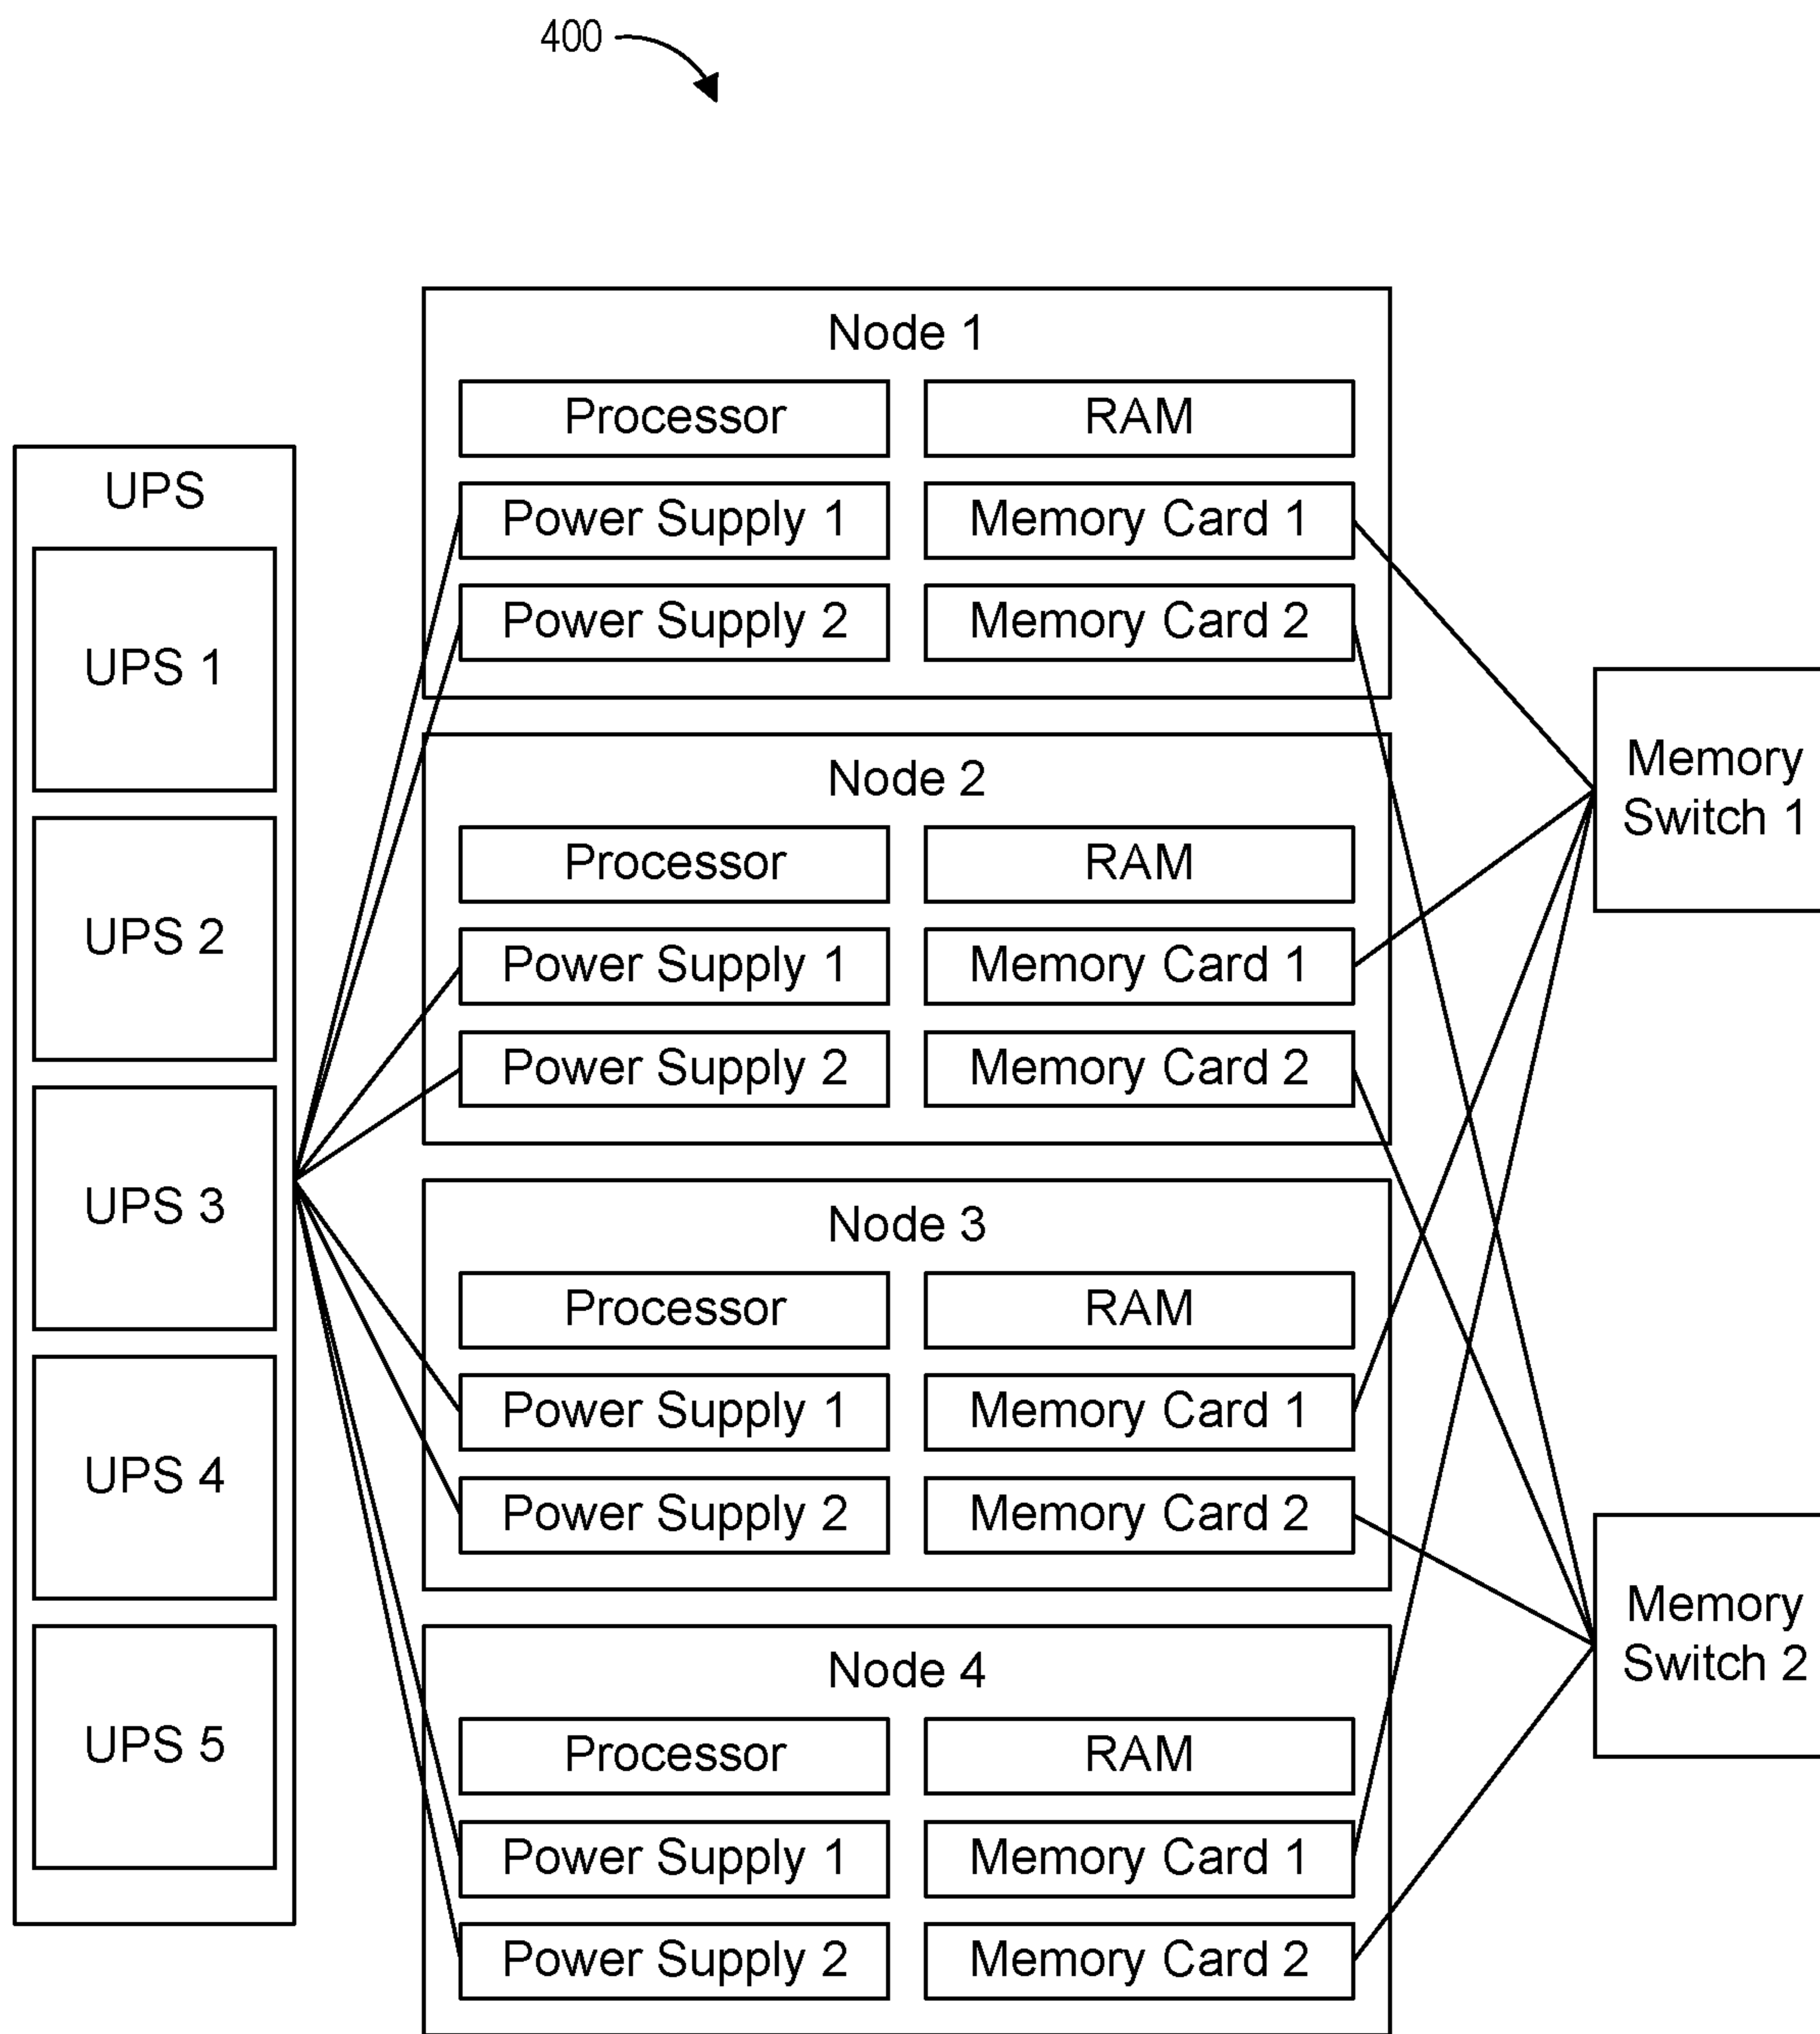 400
UPS
UPS 1
UPS 2
UPS 3
UPS 4
UPS 5
Node 1
Processor
RAM
Power Supply 1
Memory Card 1
Power Supply 2
Memory Card 2
Node 2
Processor
RAM
Power Supply 1
Memory Card 1
Power Supply 2
Memory Card 2
Node 3
Processor
RAM
Power Supply 1
Memory Card 1
Power Supply 2
Memory Card 2
Node 4
Processor
RAM
Power Supply 1
Memory Card 1
Power Supply 2
Memory Card 2
Memory
Switch 1
Memory
Switch 2